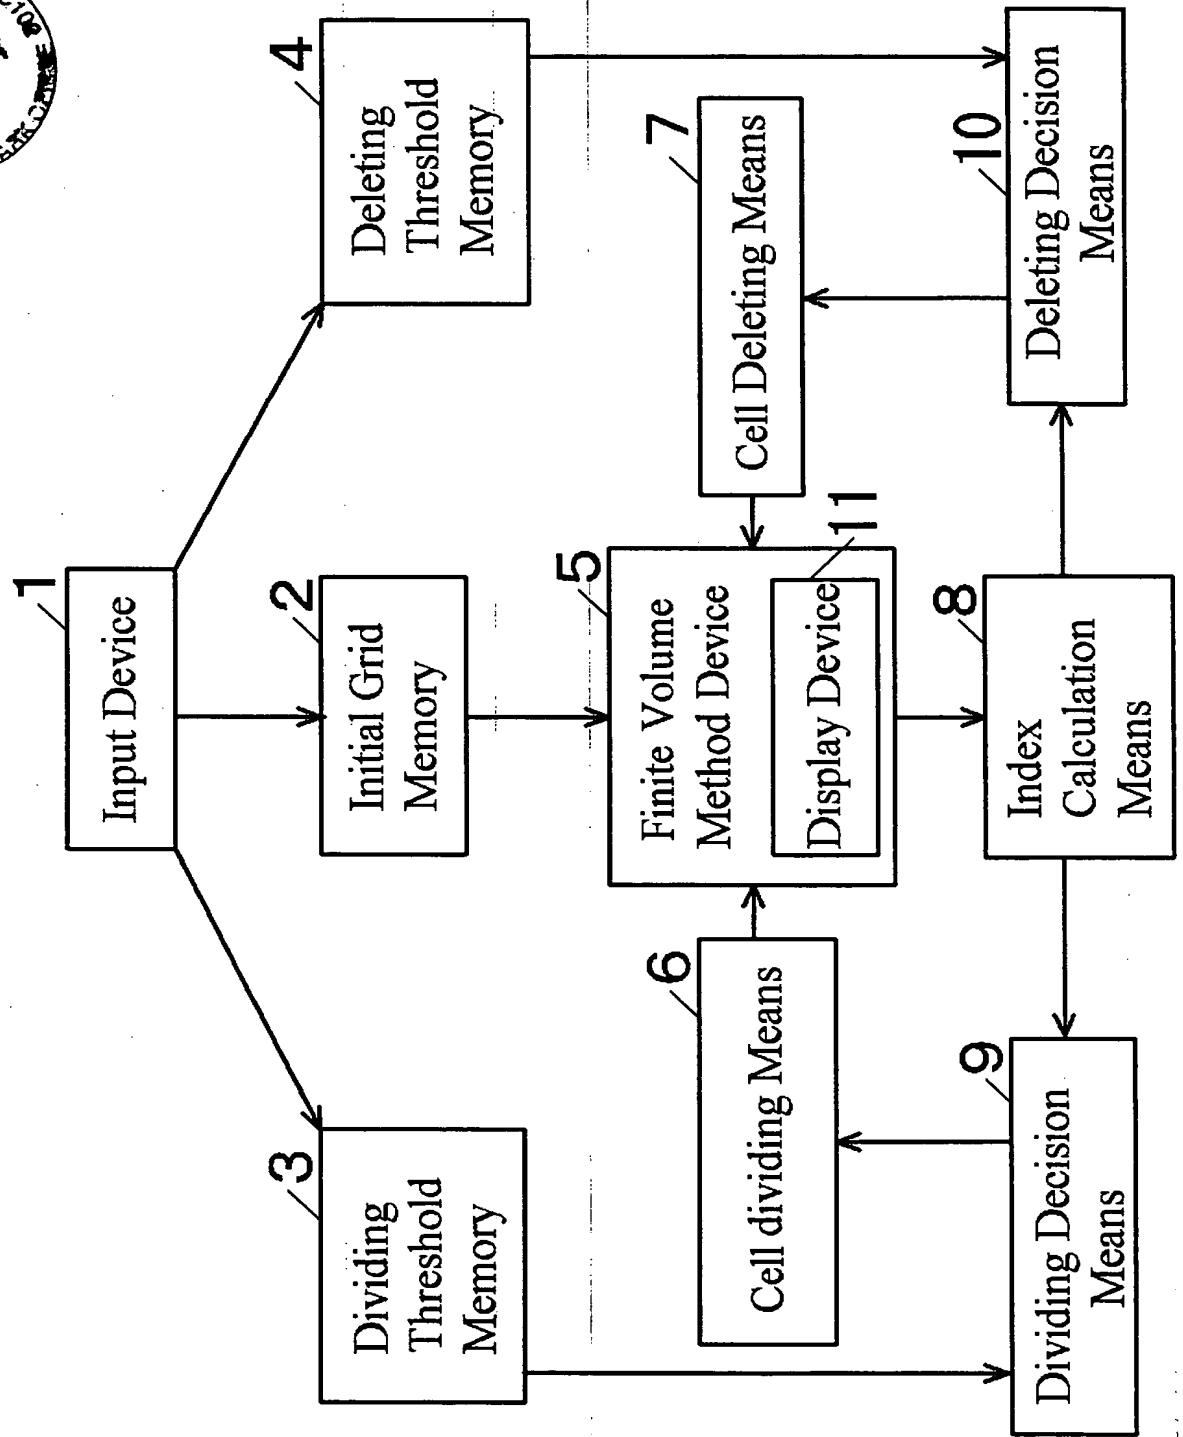 1
Input Device
3
Dividing
Threshold
Memory
2
Initial Grid
Memory
4
Deleting
Threshold
Memory
5
Finite Volume
Method Device
11
Display Device
6
Cell dividing Means
7
Cell Deleting Means
9
Dividing Decision
Means
8
Index
Calculation
Means
10
Deleting Decision
Means